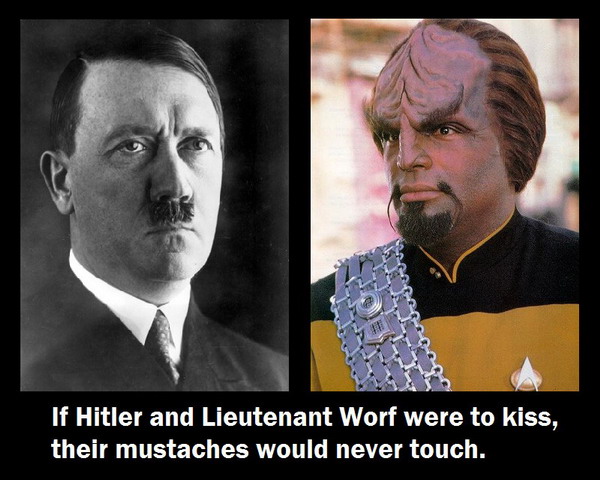 If Hitler and Lieutenant Worf were to kiss,
their mustaches would never touch.